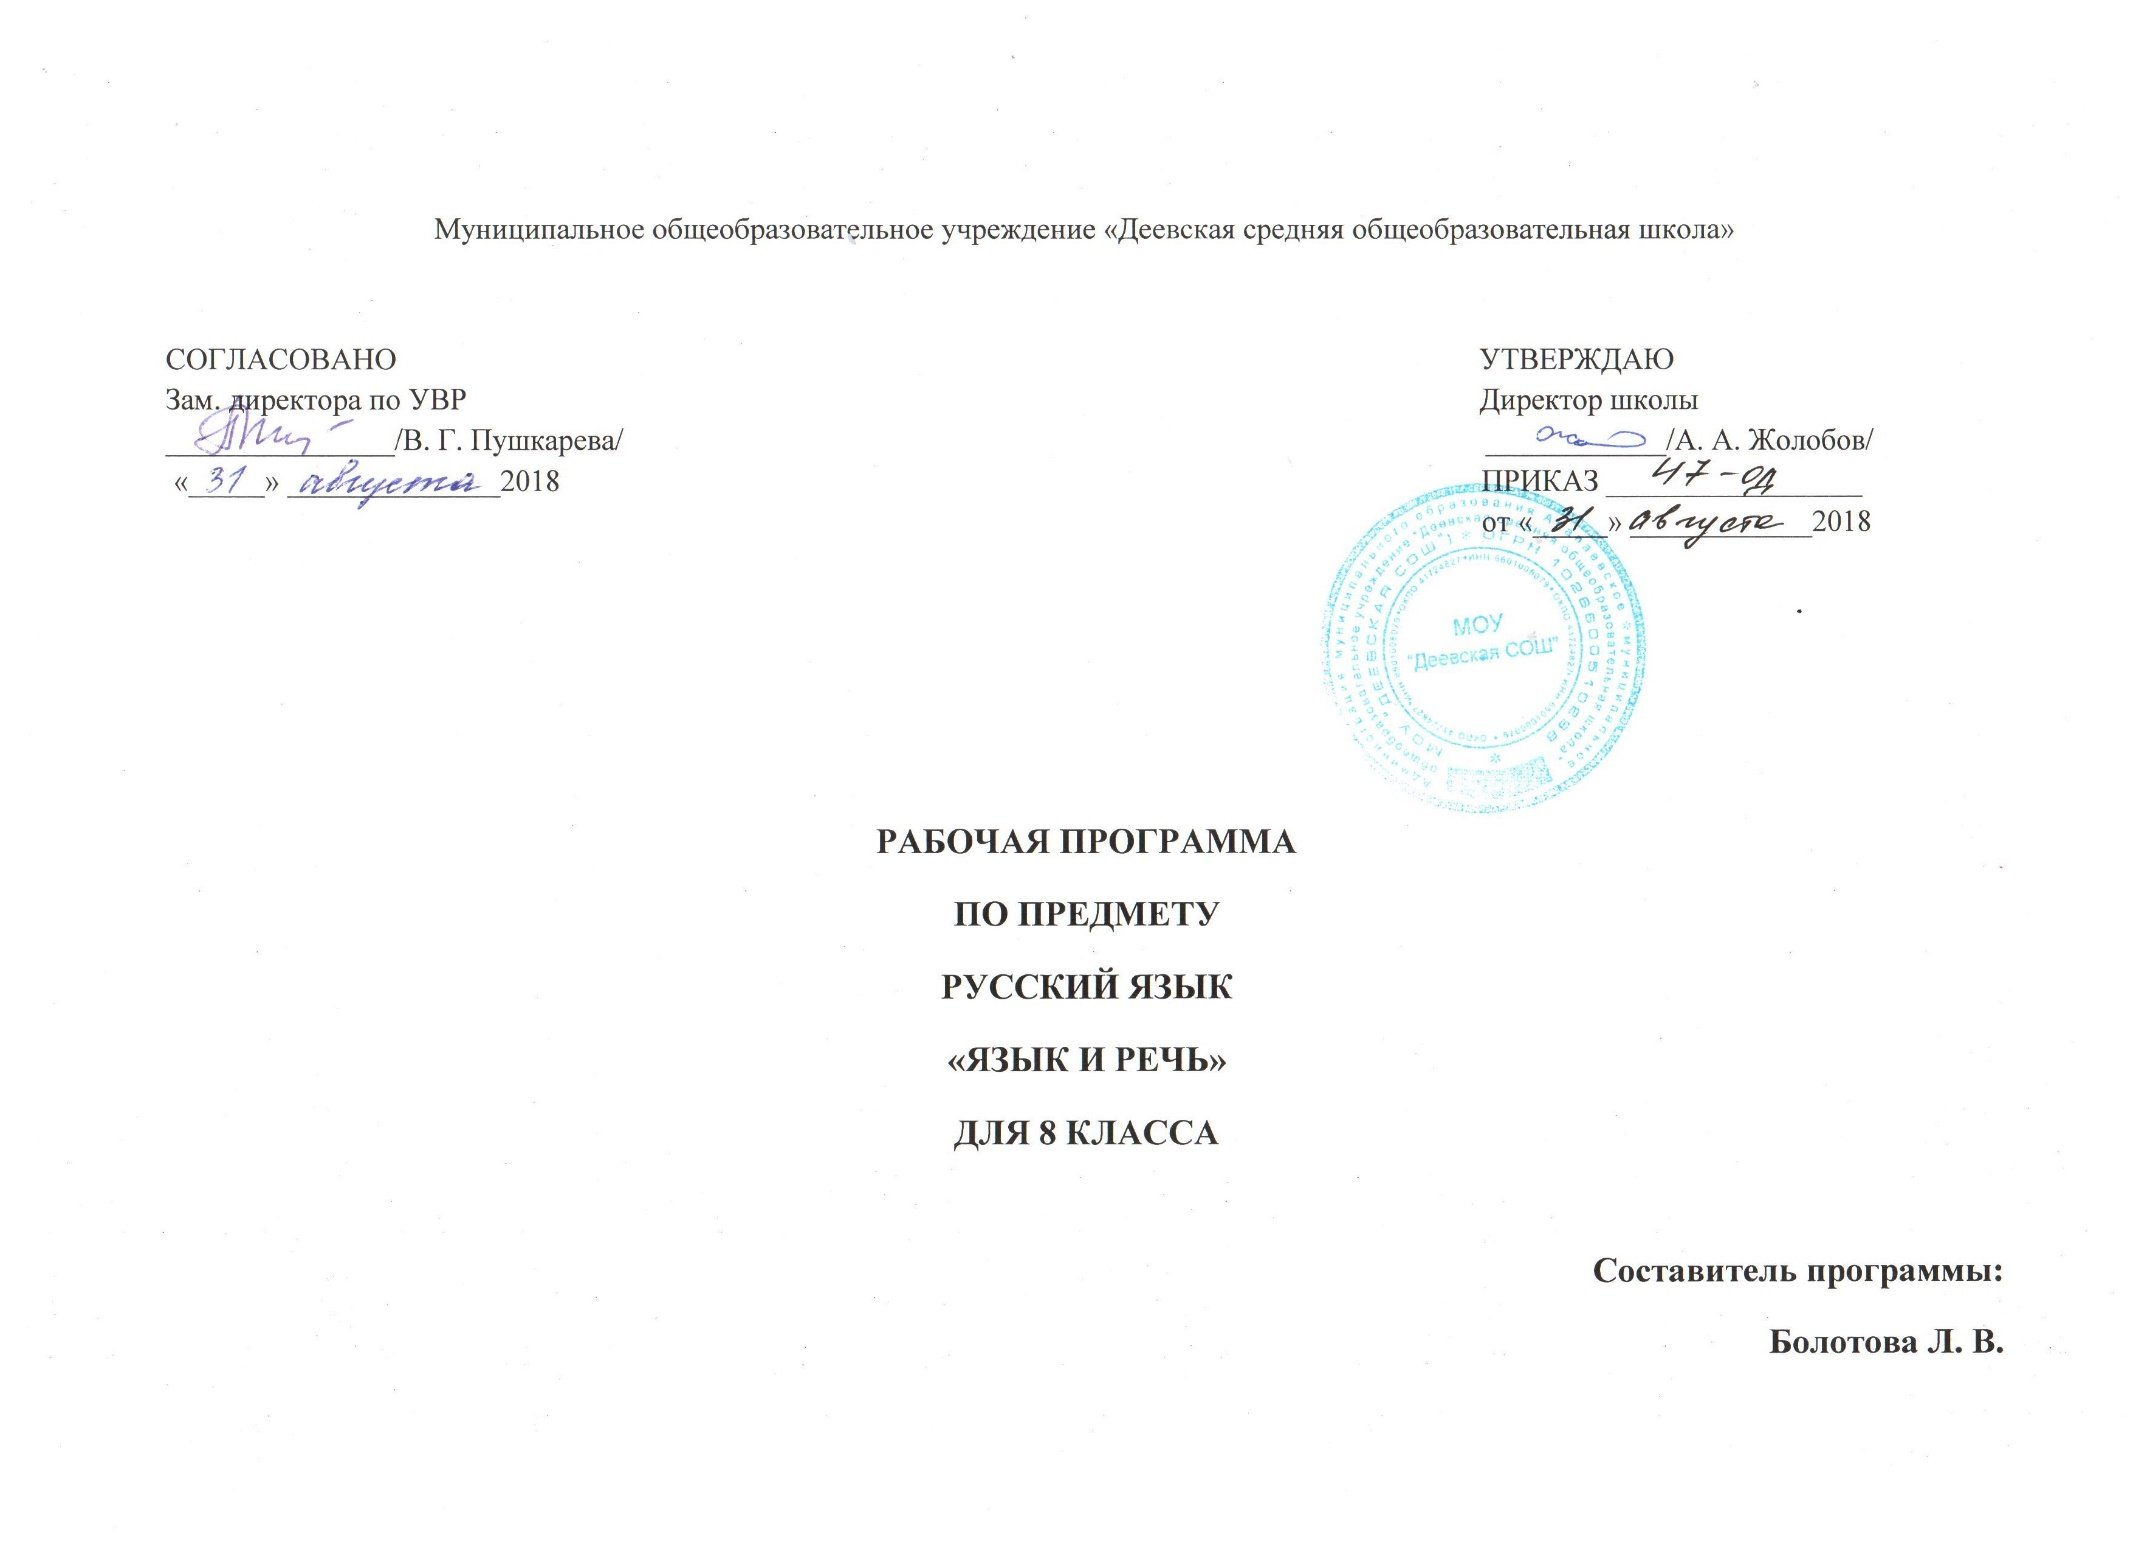 Муниципальное общеобразовательное учреждение «Деевская средняя общеобразовательная школа»
СОГЛАСОВАНО
Зам. директора по УВР
_______________/В. Г. Пушкарева/
«31» августа 2018
УТВЕРЖДАЮ
Директор школы
____________/А. А. Жолобов/
ПРИКАЗ 47-од
от «31» августа 2018
МОУ
"Деевская СОШ"
РАБОЧАЯ ПРОГРАММА
ПО ПРЕДМЕТУ
РУССКИЙ ЯЗЫК
«ЯЗЫК И РЕЧЬ»
ДЛЯ 8 КЛАССА
Составитель программы:
Болотова Л. В.